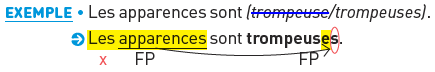 EXEMPLE • Les apparences sont (trompeuse/trompeuses).
Les apparences sont trompeuses.
x FP FP